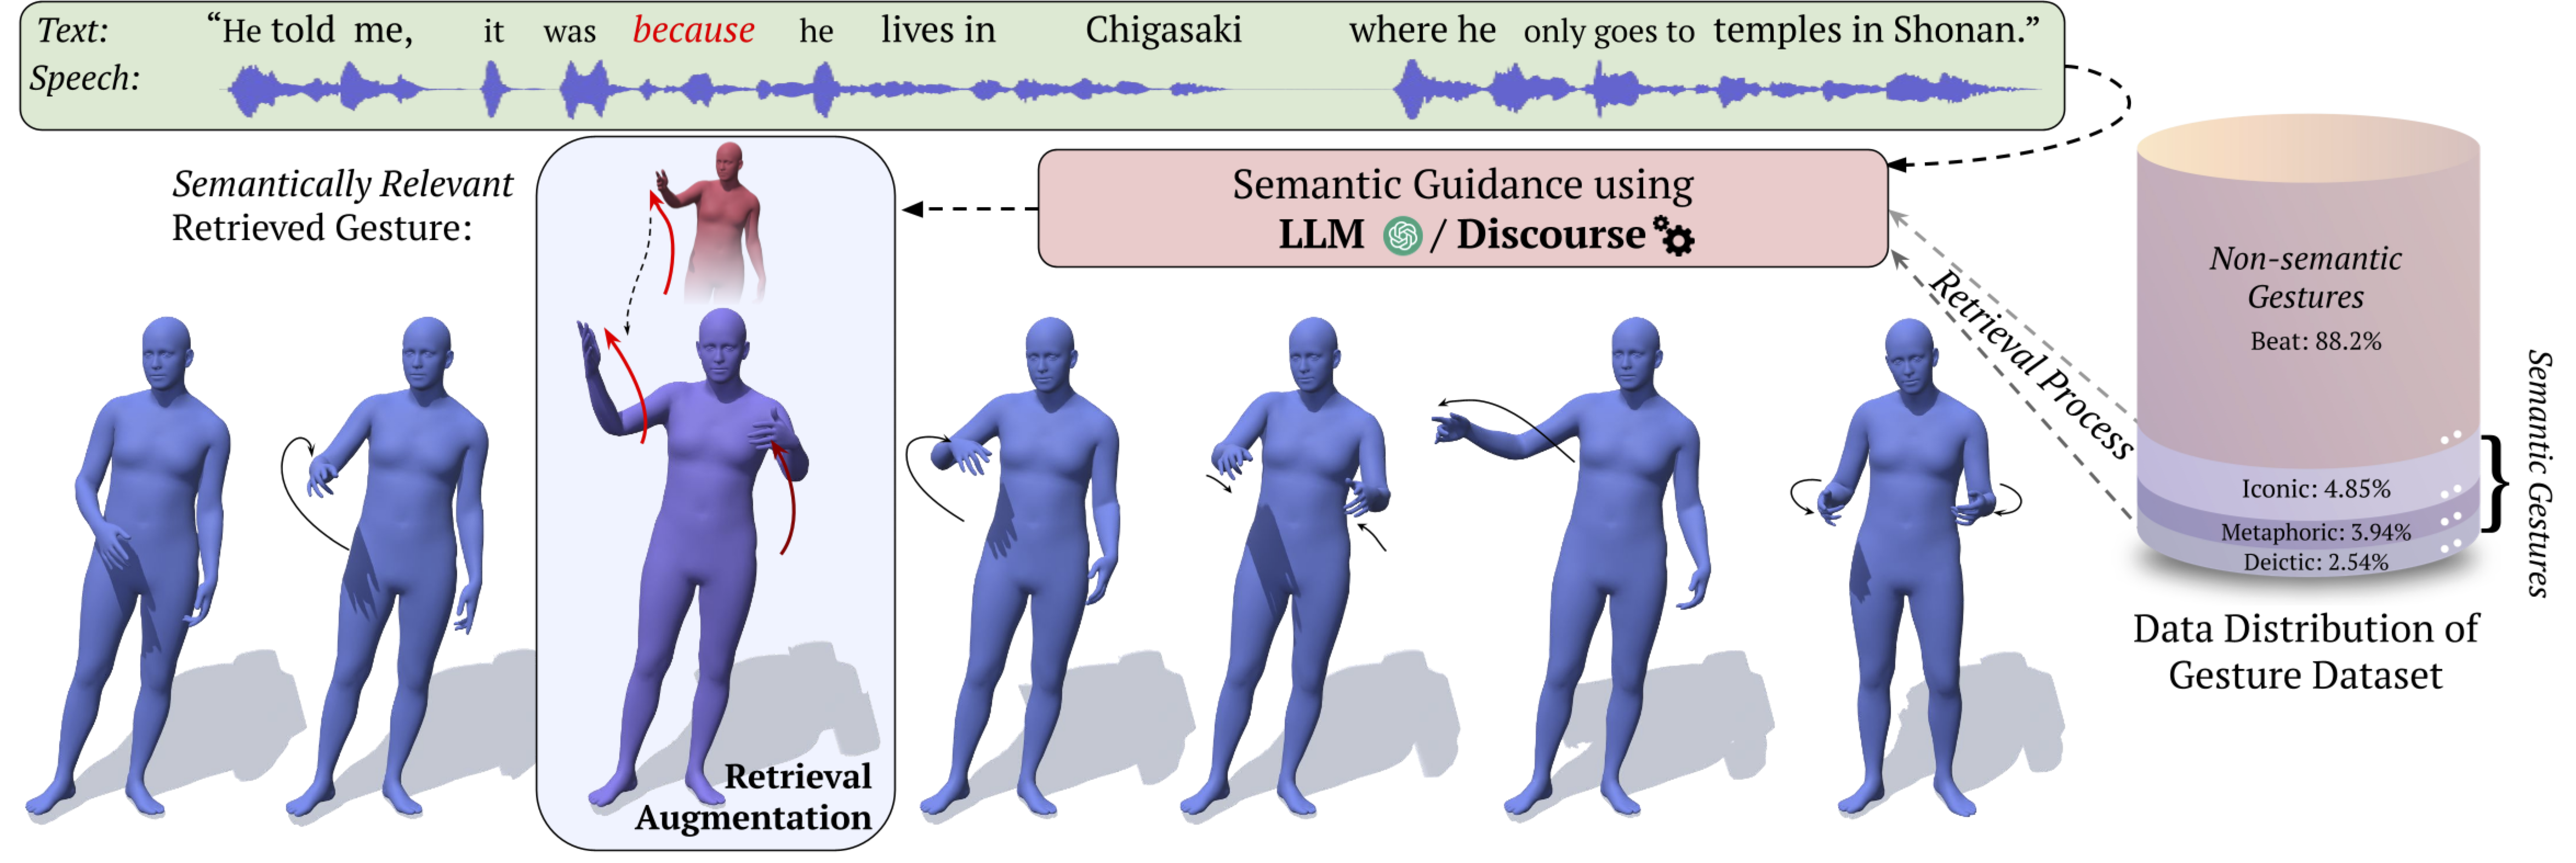 Text: “He told me, it was because he lives in Chigasaki where he only goes to temples in Shonan.”
Speech:
Semantically Relevant
Retrieved Gesture:
Semantic Guidance using
LLM / Discourse
Retrieval Process
Non-semantic
Gestures
Beat: 88.2%
Iconic: 4.85%
Metaphoric: 3.94%
Deictic: 2.54%
Semantic Gestures
Data Distribution of
Gesture Dataset
Retrieval
Augmentation